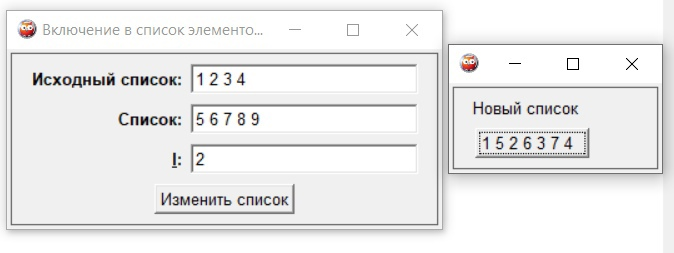 Включение в список элементо...
Исходный список: 1 2 3 4
Список: 5 6 7 8 9
I: 2
Изменить список
Новый список
1 5 2 6 3 7 4